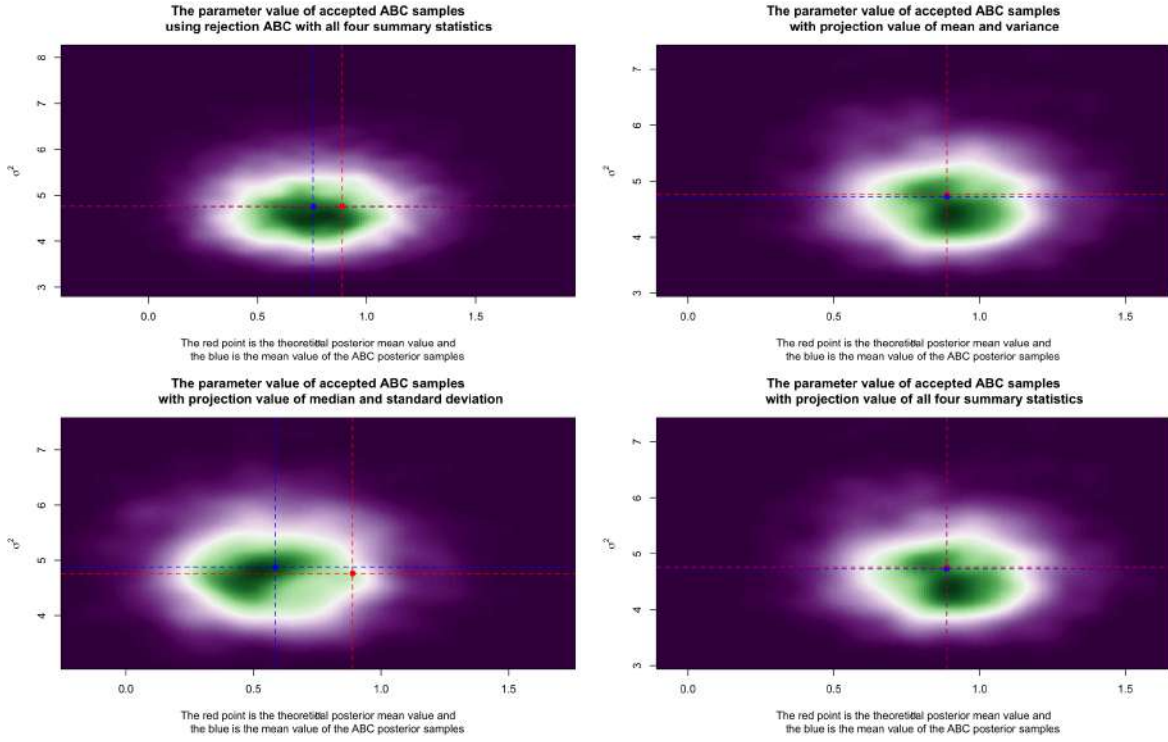 The parameter value of accepted ABC samples
using rejection ABC with all four summary statistics
8
7
6
5
4
3
σ²
0.0 0.5 1.0 1.5
The red point is the theoretical posterior mean value and
the blue is the mean value of the ABC posterior samples
The parameter value of accepted ABC samples
with projection value of mean and variance
7
6
5
4
3
σ²
0.0 0.5 1.0 1.5
The red point is the theoretical posterior mean value and
the blue is the mean value of the ABC posterior samples
The parameter value of accepted ABC samples
with projection value of median and standard deviation
7
6
5
4
σ²
0.0 0.5 1.0 1.5
The red point is the theoretical posterior mean value and
the blue is the mean value of the ABC posterior samples
The parameter value of accepted ABC samples
with projection value of all four summary statistics
7
6
5
4
3
σ²
0.0 0.5 1.0 1.5
The red point is the theoretical posterior mean value and
the blue is the mean value of the ABC posterior samples